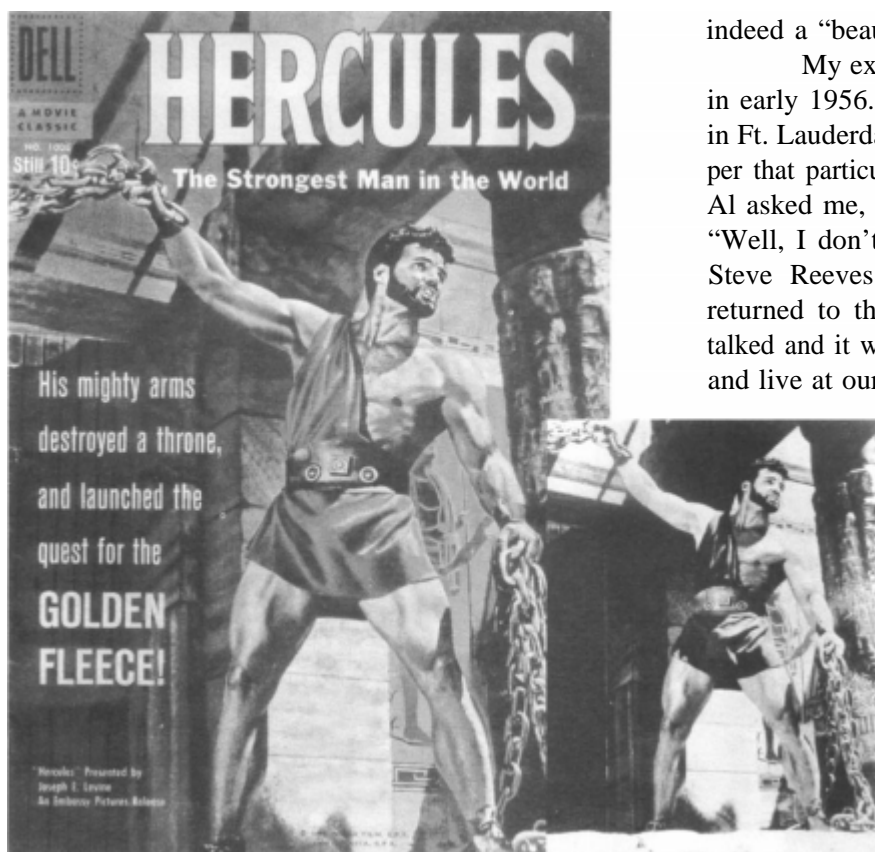 DELL
A MOVIE
CLASSIC
Still 10¢
HERCULES
The Strongest Man in the World
His mighty arms
destroyed a throne,
and launched the
quest for the
GOLDEN
FLEECE!
"Hercules" Presented by
Joseph E. Levine
An Embassy Pictures Release
indeed a “beau
My ex
in early 1956.
in Ft. Lauderda
per that particu
Al asked me,
“Well, I don’t
Steve Reeves
returned to th
talked and it w
and live at our